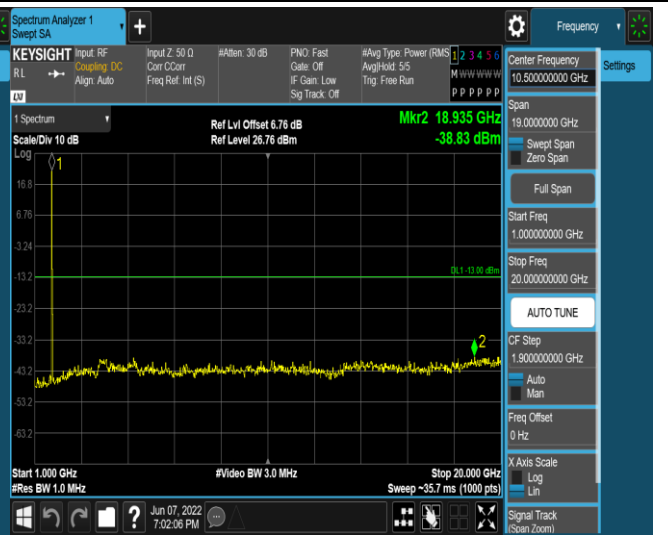 Spectrum Analyzer 1
Swept SA
+
Frequency
KEYSIGHT
RL
Input: RF
Coupling: DC
Align: Auto
Input Z: 50 Ω
Corr CCorr
Freq Ref: Int (S)
#Atten: 30 dB
PNO: Fast
Gate: Off
IF Gain: Low
Sig Track: Off
#Avg Type: Power (RMS
Avg|Hold: 5/5
Trig: Free Run
1 2 3 4 5 6
M W W W W W
P P P P P P
Center Frequency
10.500000000 GHz
Settings
Span
19.0000000 GHz
Swept Span
Zero Span
Full Span
Start Freq
1.000000000 GHz
Stop Freq
20.000000000 GHz
AUTO TUNE
CF Step
1.900000000 GHz
Auto
Man
Freq Offset
0 Hz
X Axis Scale
Log
Lin
Signal Track
(Span Zoom)
1 Spectrum
Scale/Div 10 dB
Log
Ref Lvl Offset 6.76 dB
Ref Level 26.76 dBm
Mkr2 18.935 GHz
-38.83 dBm
1
16.8
6.76
-3.24
-13.2
DL1 -13.00 dBm
-23.2
-33.2
2
-43.2
-53.2
-63.2
Start 1.000 GHz
#Res BW 1.0 MHz
#Video BW 3.0 MHz
Stop 20.000 GHz
Sweep ~35.7 ms (1000 pts)
?
Jun 07, 2022
7:02:06 PM